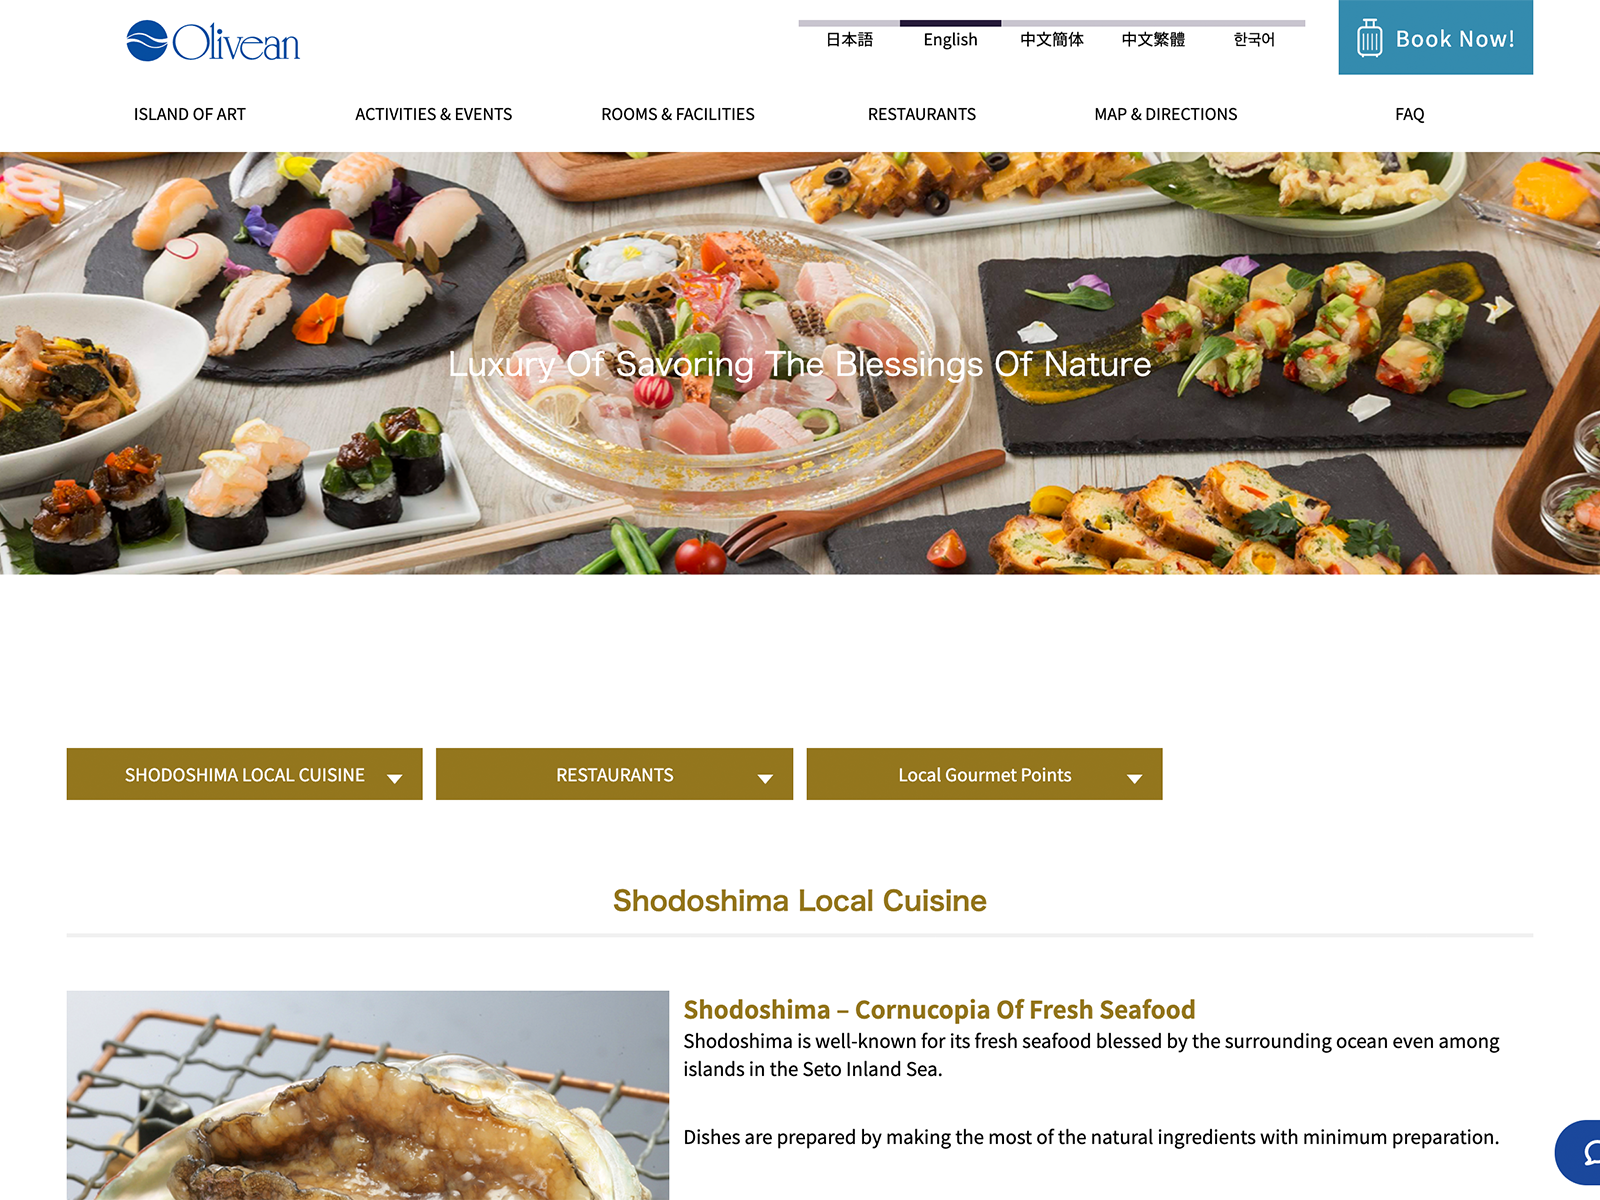 Olivean
日本語
English
中文簡体
中文繁體
한국어
Book Now!
ISLAND OF ART
ACTIVITIES & EVENTS
ROOMS & FACILITIES
RESTAURANTS
MAP & DIRECTIONS
FAQ
Luxury Of Savoring The Blessings Of Nature
SHODOSHIMA LOCAL CUISINE
RESTAURANTS
Local Gourmet Points
Shodoshima Local Cuisine
Shodoshima – Cornucopia Of Fresh Seafood
Shodoshima is well-known for its fresh seafood blessed by the surrounding ocean even among
islands in the Seto Inland Sea.
Dishes are prepared by making the most of the natural ingredients with minimum preparation.